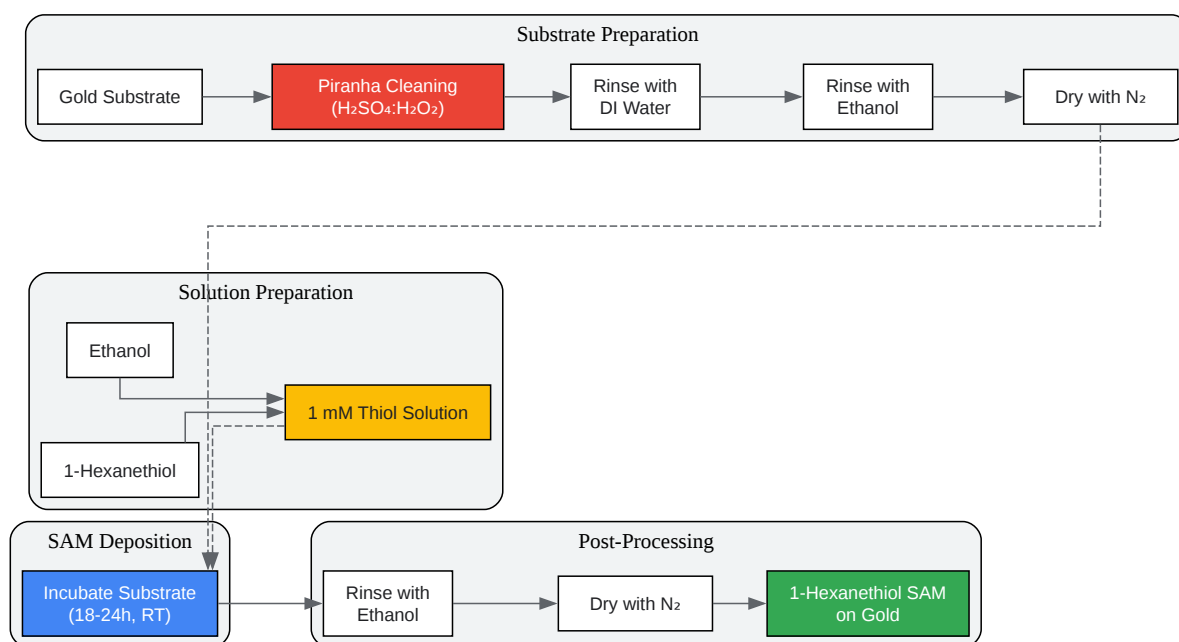 Substrate Preparation
Gold Substrate
Piranha Cleaning
(H₂SO₄:H₂O₂)
Rinse with
DI Water
Rinse with
Ethanol
Dry with N₂
Solution Preparation
Ethanol
1 mM Thiol Solution
1-Hexanethiol
SAM Deposition
Incubate Substrate
(18-24h, RT)
Post-Processing
Rinse with
Ethanol
Dry with N₂
1-Hexanethiol SAM
on Gold